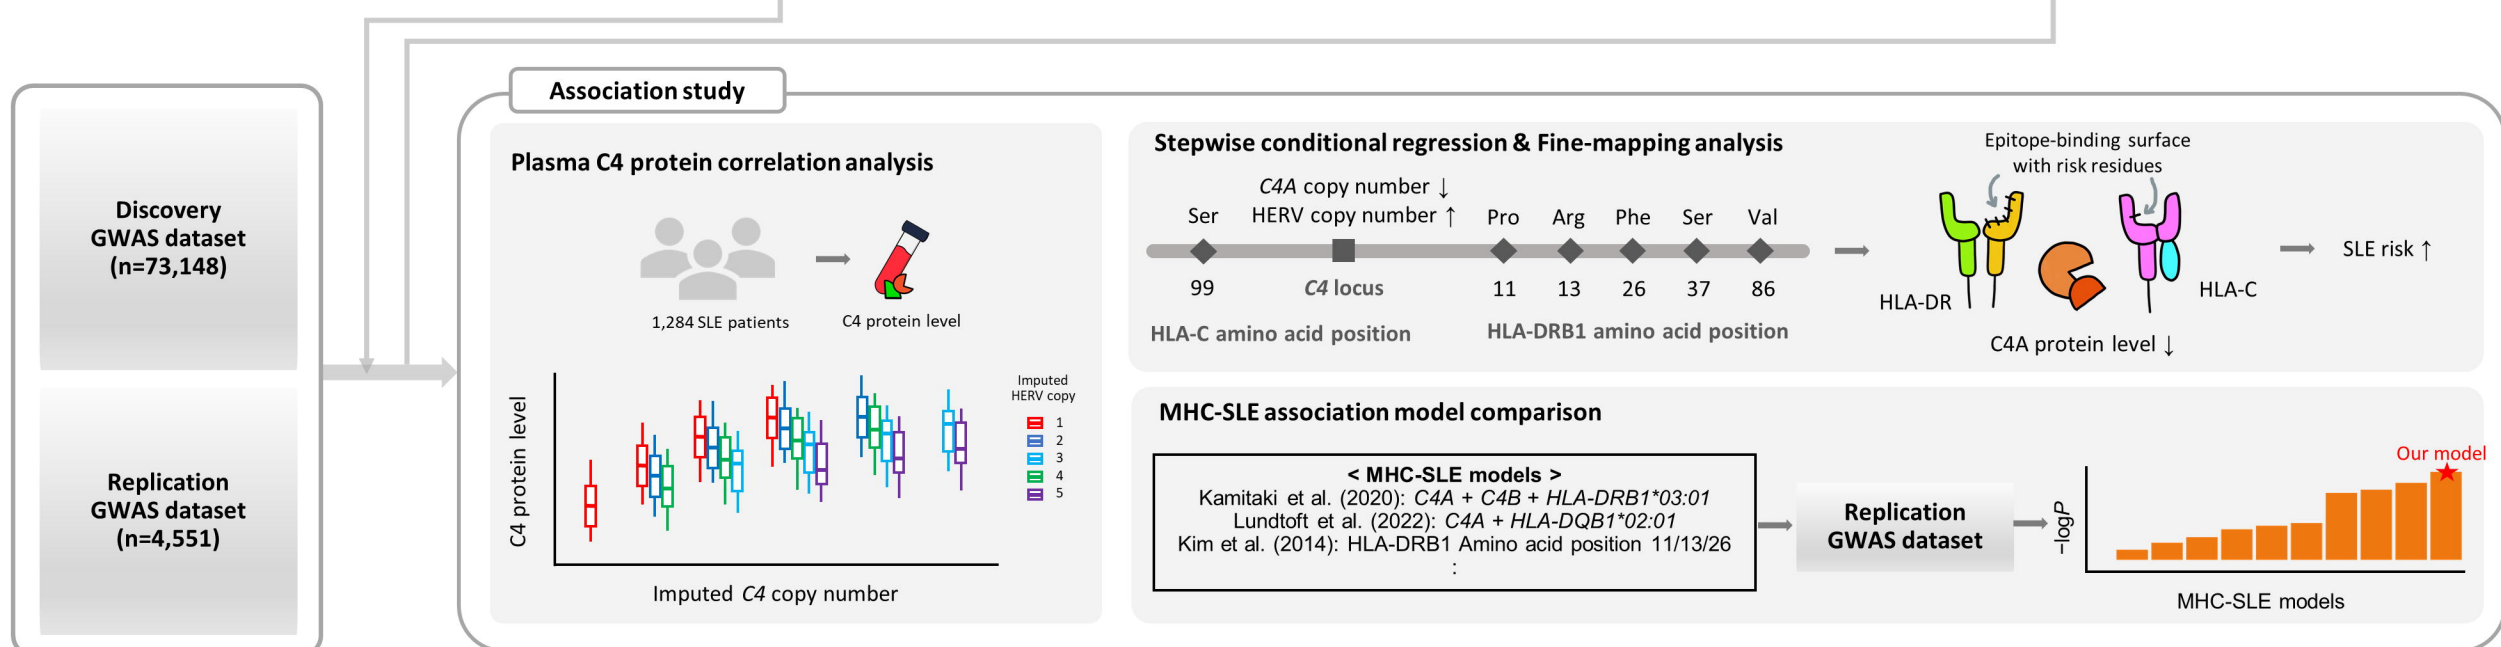 Discovery
GWAS dataset
(n=73,148)
Replication
GWAS dataset
(n=4,551)
Association study
Plasma C4 protein correlation analysis
1,284 SLE patients
C4 protein level
C4 protein level
Imputed C4 copy number
Imputed
HERV copy
1
2
3
4
5
Stepwise conditional regression & Fine-mapping analysis
C4A copy number ↓
Ser HERV copy number ↑ Pro Arg Phe Ser Val
99 C4 locus 11 13 26 37 86
HLA-C amino acid position HLA-DRB1 amino acid position
Epitope-binding surface
with risk residues
HLA-DR
HLA-C
C4A protein level ↓
SLE risk ↑
MHC-SLE association model comparison
< MHC-SLE models >
Kamitaki et al. (2020): C4A + C4B + HLA-DRB1*03:01
Lundtoft et al. (2022): C4A + HLA-DQB1*02:01
Kim et al. (2014): HLA-DRB1 Amino acid position 11/13/26
:
Replication
GWAS dataset
Our model
−logP
MHC-SLE models